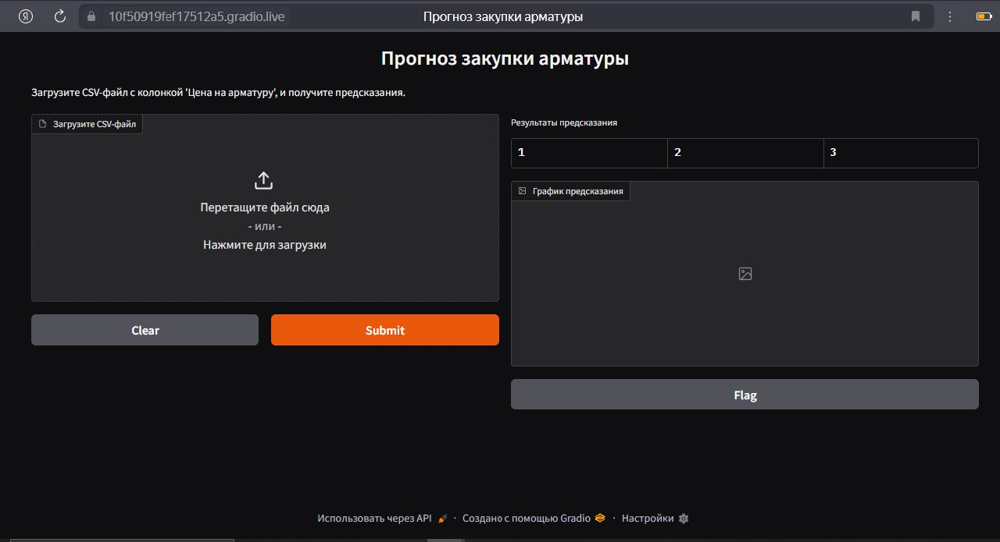 10f50919fef17512a5.gradio.live Прогноз закупки арматуры
Прогноз закупки арматуры
Загрузите CSV-файл с колонкой 'Цена на арматуру', и получите предсказания.
Загрузите CSV-файл
Перетащите файл сюда
- или -
Нажмите для загрузки
Clear Submit
Результаты предсказания
1 2 3
График предсказания
Flag
Использовать через API · Создано с помощью Gradio · Настройки